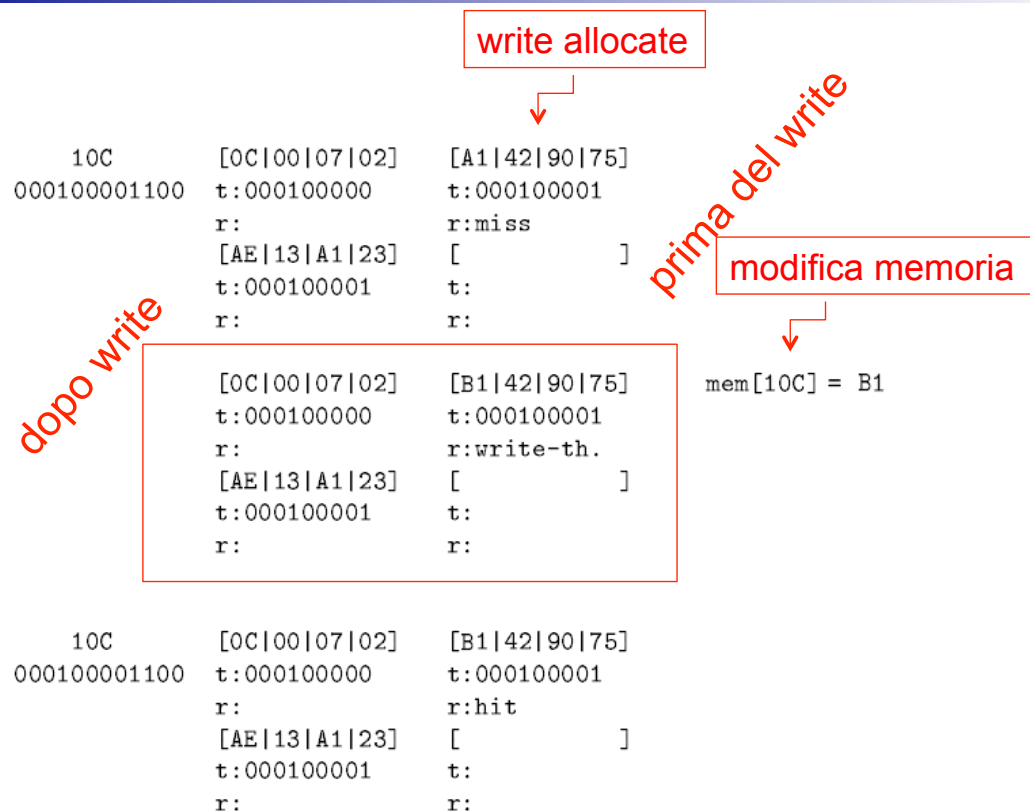 write allocate
prima del write
10C [0C|00|07|02] [A1|42|90|75]
000100001100 t:000100000 t:000100001
r: r:miss
[AE|13|A1|23] [ ]
t:000100001 t:
r: r:
modifica memoria
dopo write
[0C|00|07|02] [B1|42|90|75] mem[10C] = B1
t:000100000 t:000100001
r: r:write-th.
[AE|13|A1|23] [ ]
t:000100001 t:
r: r:
10C [0C|00|07|02] [B1|42|90|75]
000100001100 t:000100000 t:000100001
r: r:hit
[AE|13|A1|23] [ ]
t:000100001 t:
r: r: